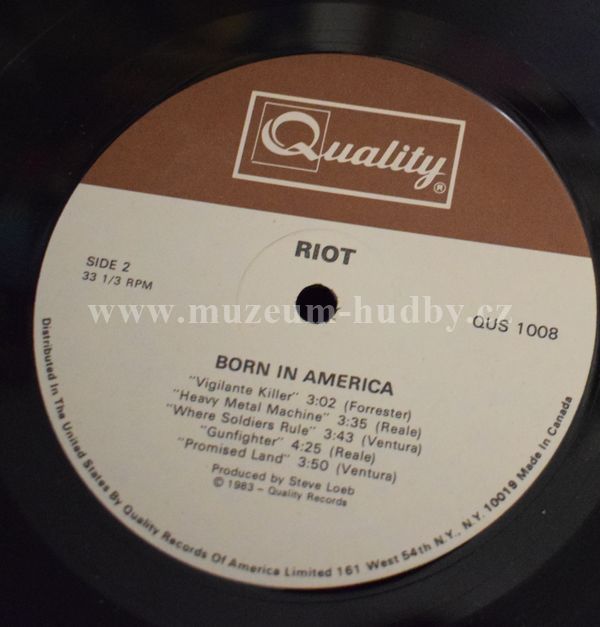 Quality®
RIOT
SIDE 2
33 1/3 RPM
www.muzeum-hudby.cz
QUS 1008
BORN IN AMERICA
"Vigilante Killer" 3:02 (Forrester)
"Heavy Metal Machine" 3:35 (Reale)
"Where Soldiers Rule" 3:43 (Ventura)
"Gunfighter" 4:25 (Reale)
"Promised Land" 3:50 (Ventura)
Produced by Steve Loeb
© 1983 – Quality Records
Distributed In The United States By Quality Records Of America Limited 161 West 54th N.Y., N.Y. 10019 Made In Canada